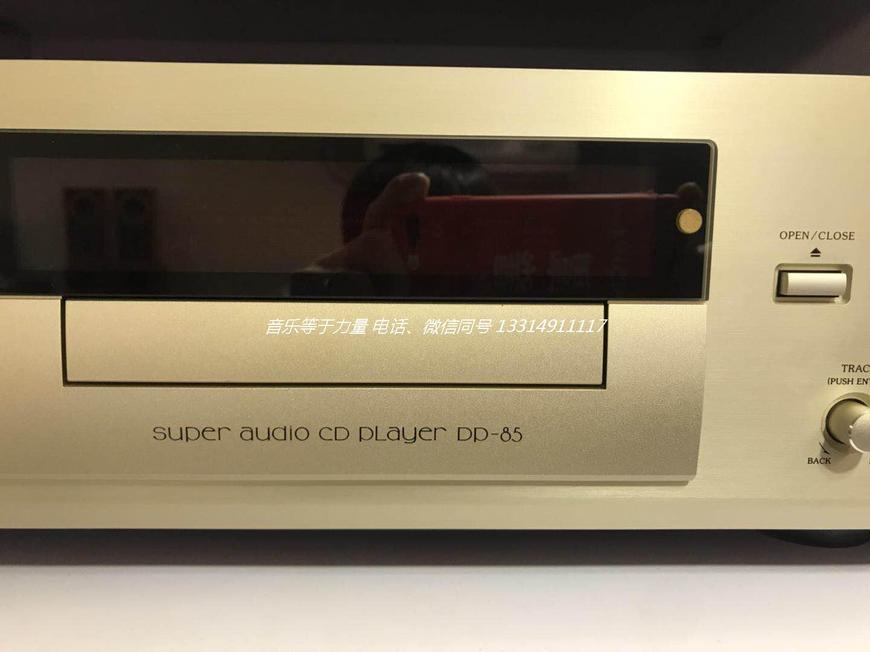 OPEN/CLOSE
音乐等于力量 电话、微信同号 13314911117
TRAC
(PUSH ENT
super audio CD player DP-85
BACK